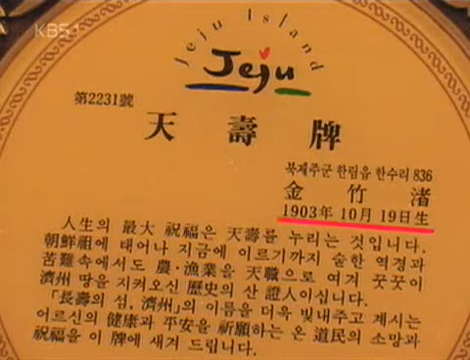 KBS1
Jeju Island
Jeju
第2231號
天壽牌
북제주군 한림읍 한수리 836
金竹渚
1903年 10月 19日生
人生의 最大 祝福은 天壽를 누리는 것입니다.
朝鮮祖에 태어나 지금에 이르기까지 숱한 역경과
苦難속에서도 農·漁業을 天職으로 여겨 꿋꿋이
濟州 땅을 지켜오신 歷史의 산 證人이십니다.
「長壽의 섬, 濟州」의 이름을 더욱 빛내주고 계시는
어르신의 健康과 平安을 祈願하는 온 道民의 소망과
祝福을 이 牌에 새겨 드립니다.